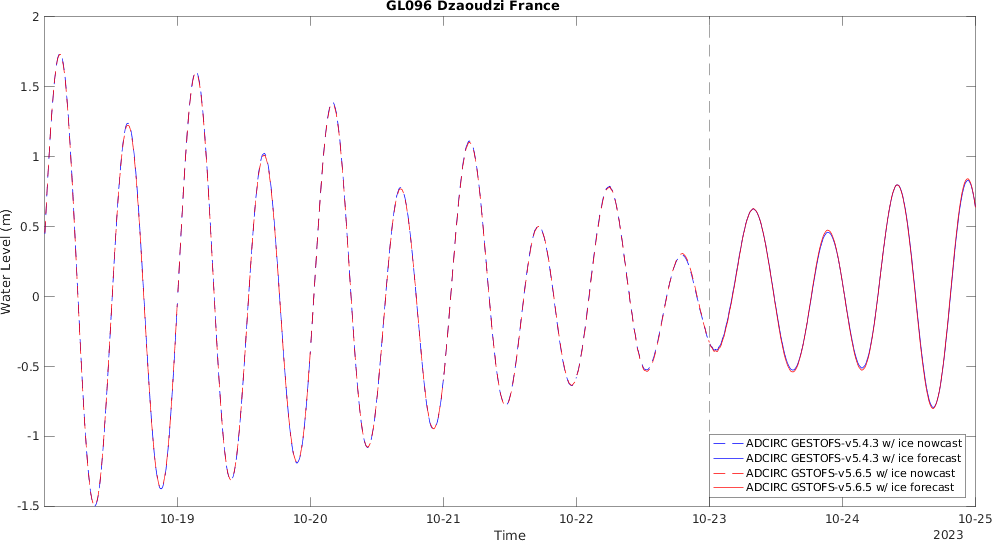 GL096 Dzaoudzi France
2
1.5
1
0.5
0
-0.5
-1
-1.5
Water Level (m)
10-19
10-20
10-21
10-22
10-23
10-24
10-25
Time
2023
ADCIRC GESTOFS-v5.4.3 w/ ice nowcast
ADCIRC GESTOFS-v5.4.3 w/ ice forecast
ADCIRC GSTOFS-v5.6.5 w/ ice nowcast
ADCIRC GSTOFS-v5.6.5 w/ ice forecast